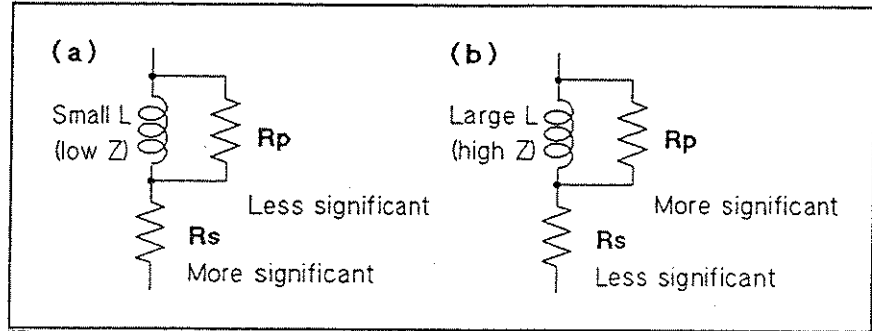 (a)
Small L
(low Z)
Rp
Less significant
Rs
More significant
(b)
Large L
(high Z)
Rp
More significant
Rs
Less significant